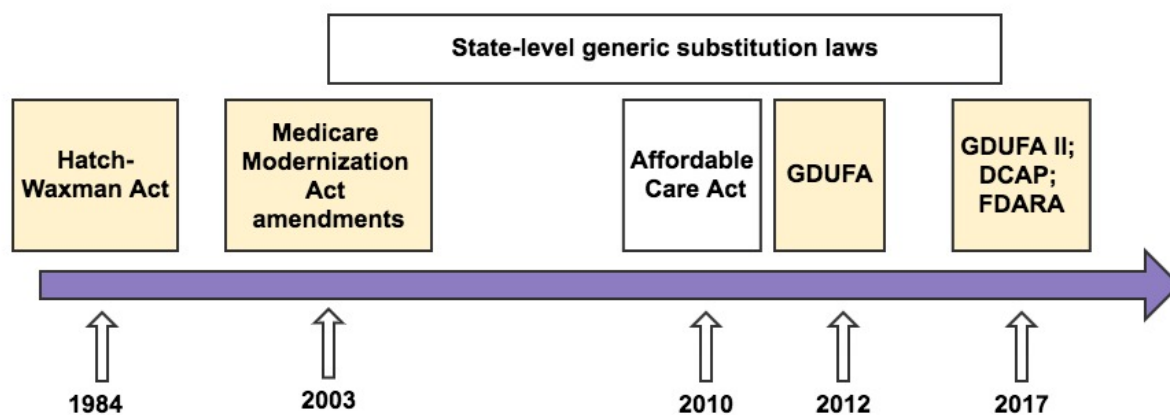 State-level generic substitution laws
Hatch-
Waxman Act
Medicare
Modernization
Act
amendments
Affordable
Care Act
GDUFA
GDUFA II;
DCAP;
FDARA
1984
2003
2010
2012
2017